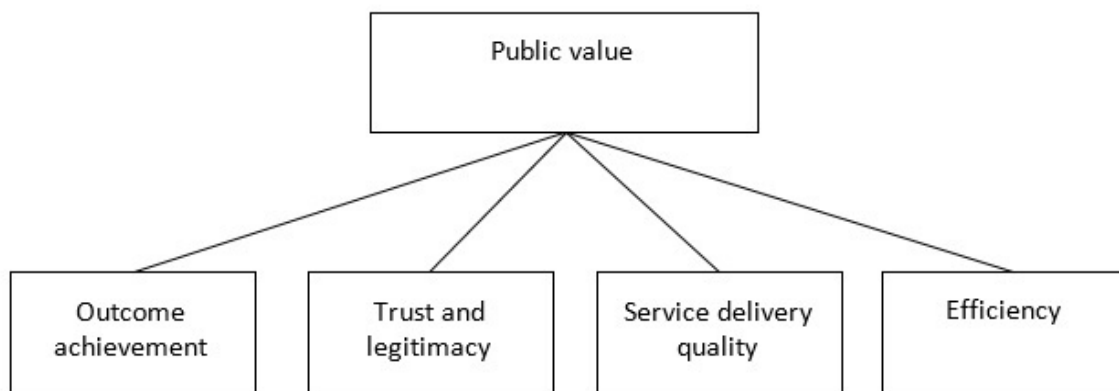 Public value
Outcome
achievement
Trust and
legitimacy
Service delivery
quality
Efficiency